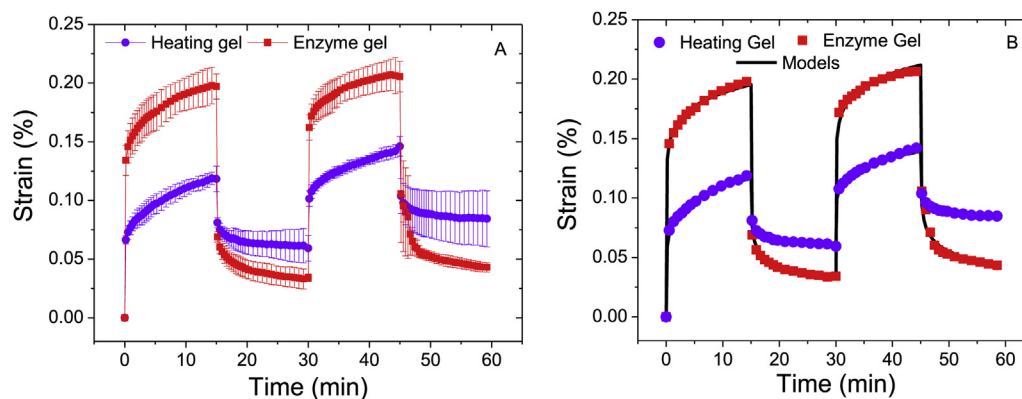 0.25
Heating gel
Enzyme gel
A
0.20
0.15
0.10
0.05
0.00
Strain (%)
0
10
20
30
40
50
60
Time (min)
0.25
Heating Gel
Enzyme Gel
B
Models
0.20
0.15
0.10
0.05
0.00
Strain (%)
0
10
20
30
40
50
60
Time (min)